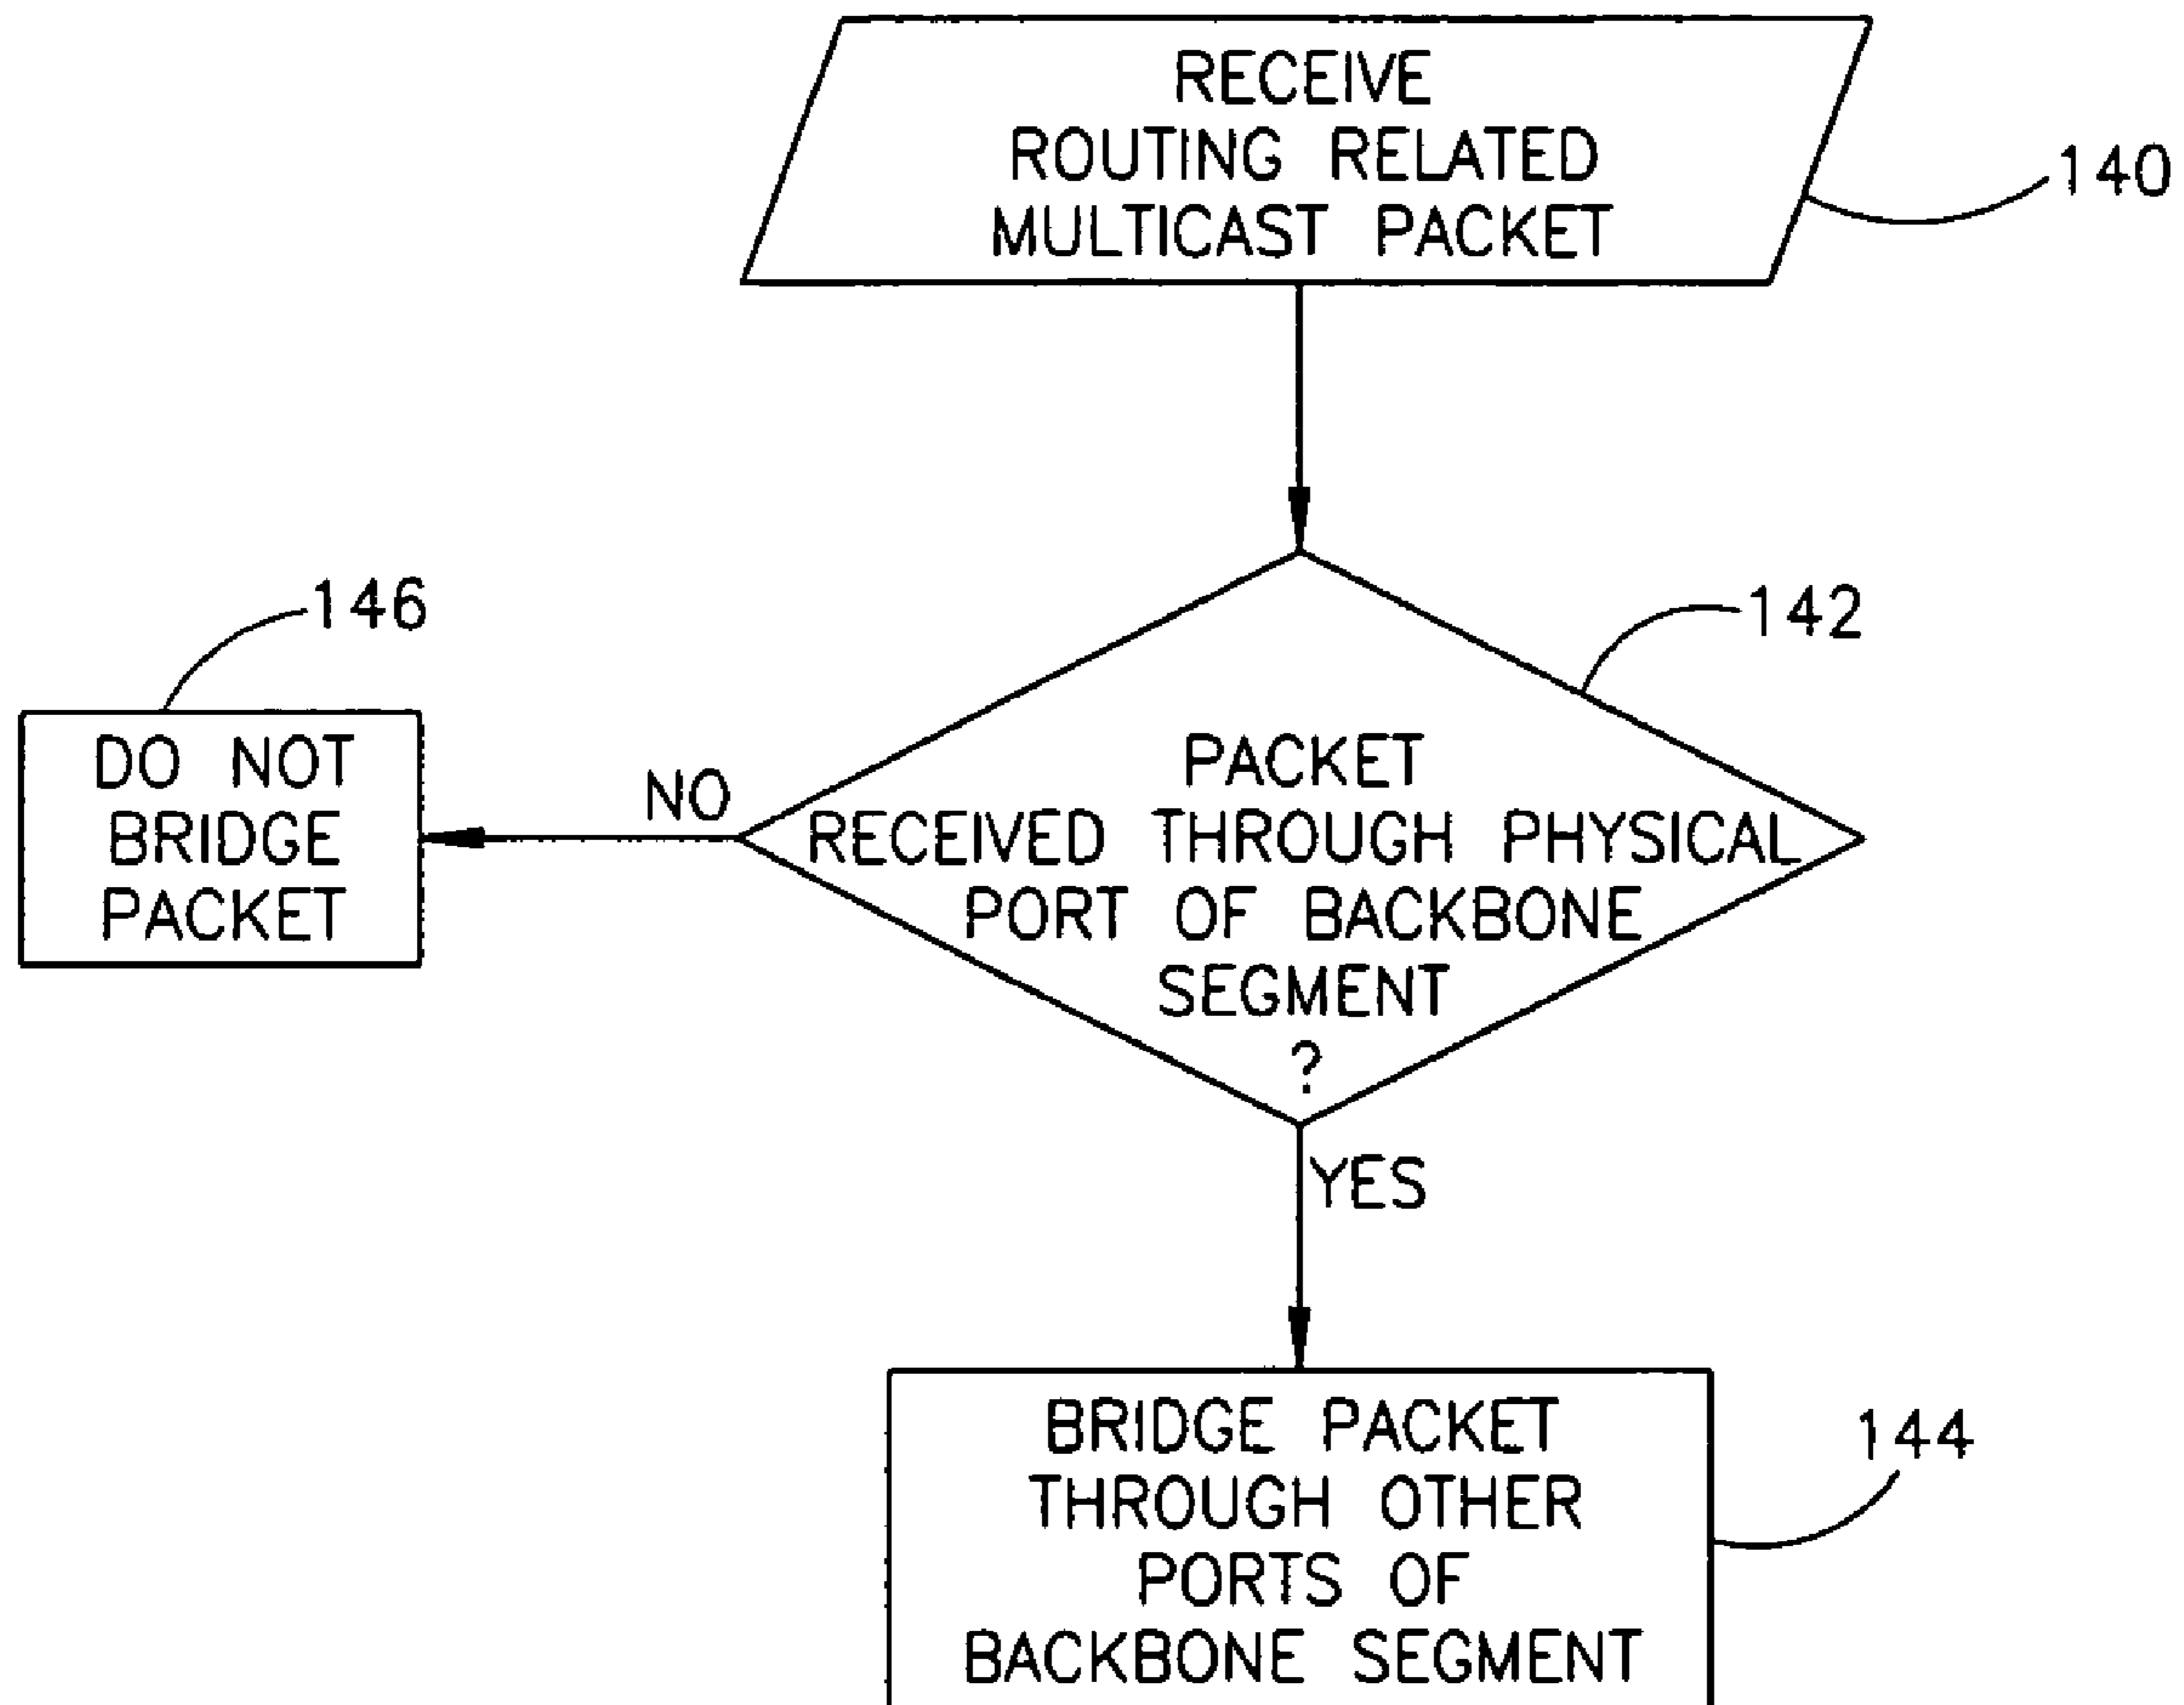 RECEIVE
ROUTING RELATED
MULTICAST PACKET
140
142
PACKET
RECEIVED THROUGH PHYSICAL
PORT OF BACKBONE
SEGMENT
?
NO
146
DO NOT
BRIDGE
PACKET
YES
BRIDGE PACKET
THROUGH OTHER
PORTS OF
BACKBONE SEGMENT
144